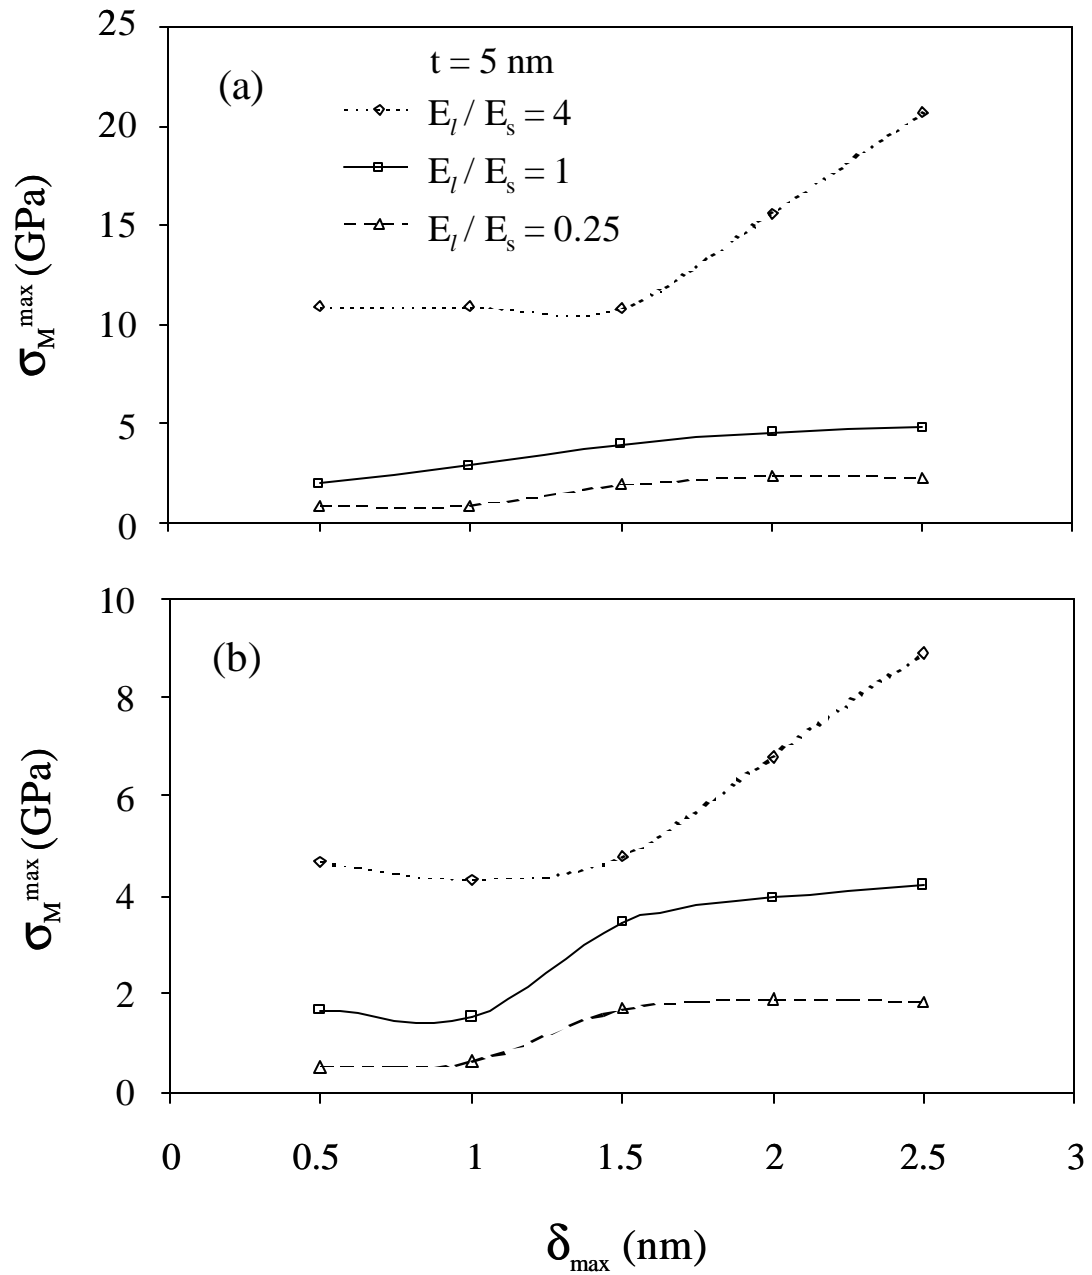 25
20
15
10
5
0
σ_M^max (GPa)
(a)
t = 5 nm
E_l / E_s = 4
E_l / E_s = 1
E_l / E_s = 0.25
10
8
6
4
2
0
σ_M^max (GPa)
(b)
0 0.5 1 1.5 2 2.5 3
δ_max (nm)